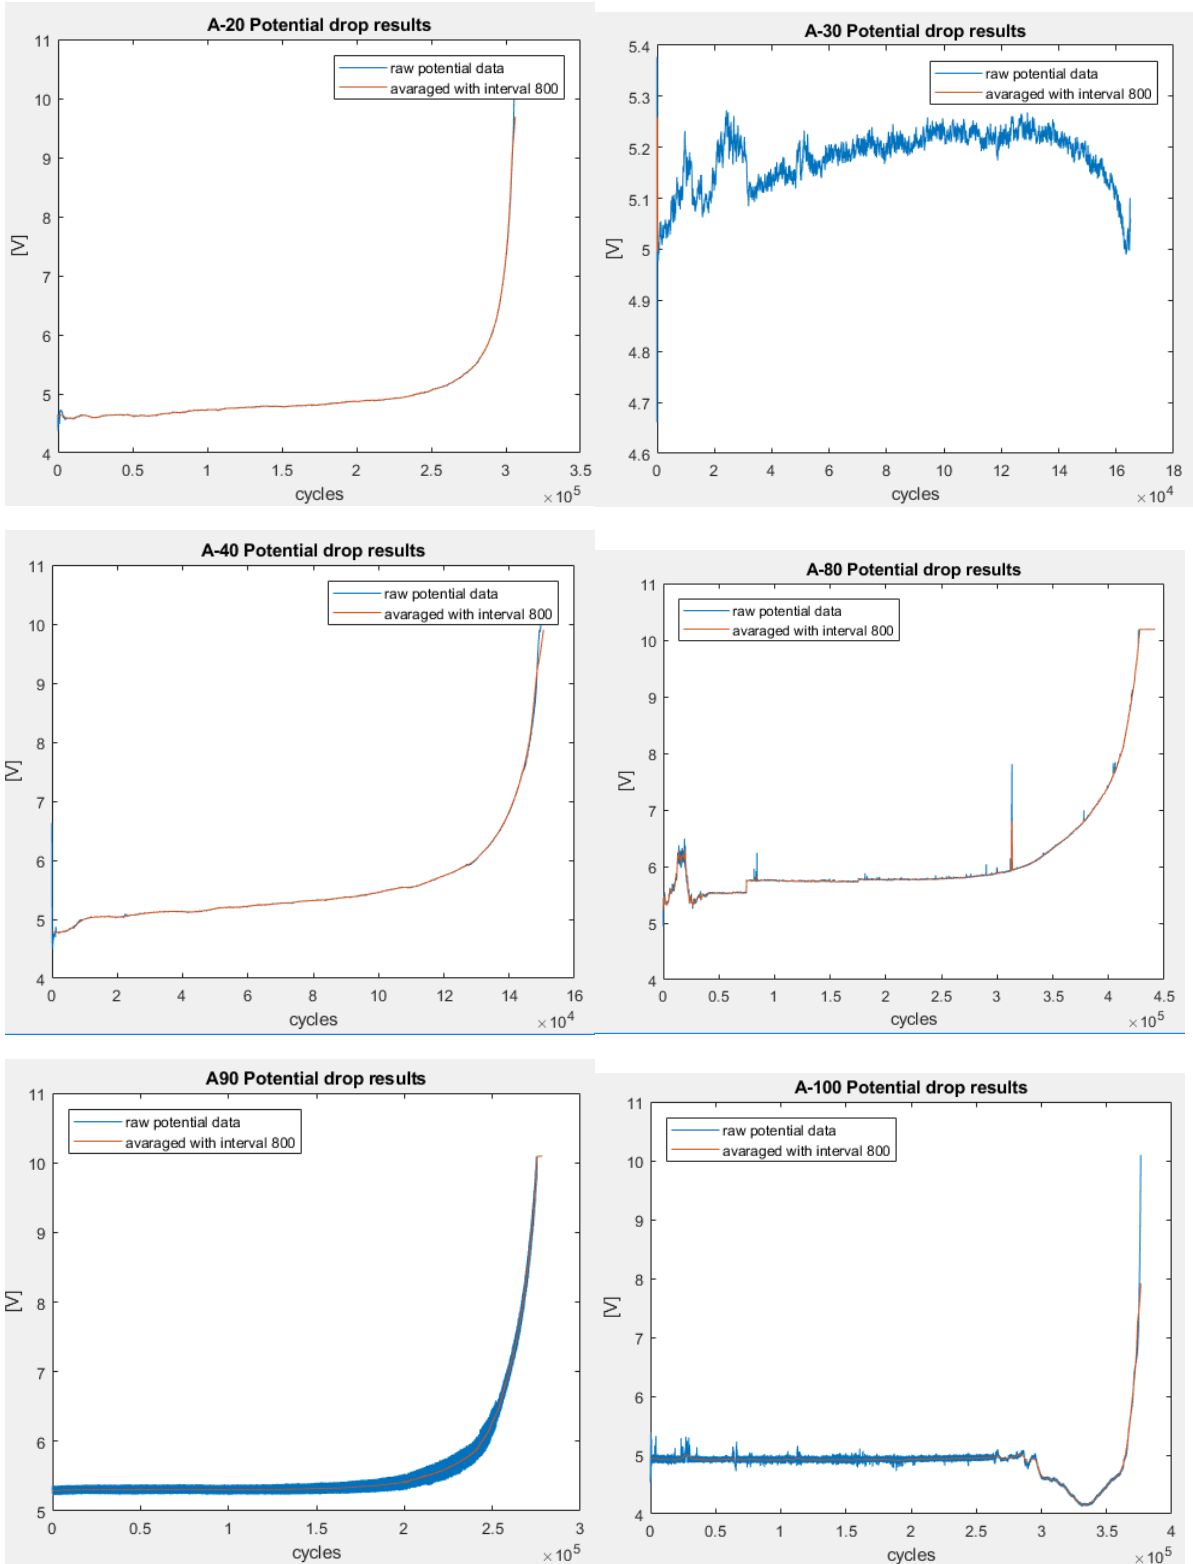 A-20 Potential drop results
raw potential data
avaraged with interval 800
11
10
9
8
7
6
5
4
[V]
0 0.5 1 1.5 2 2.5 3 3.5
cycles
×10^5
A-30 Potential drop results
raw potential data
avaraged with interval 800
5.4
5.3
5.2
5.1
5
4.9
4.8
4.7
4.6
[V]
0 2 4 6 8 10 12 14 16 18
cycles
×10^4
A-40 Potential drop results
raw potential data
avaraged with interval 800
11
10
9
8
7
6
5
4
[V]
0 2 4 6 8 10 12 14 16
cycles
×10^4
A-80 Potential drop results
raw potential data
avaraged with interval 800
11
10
9
8
7
6
5
4
[V]
0 0.5 1 1.5 2 2.5 3 3.5 4 4.5
cycles
×10^5
A90 Potential drop results
raw potential data
avaraged with interval 800
11
10
9
8
7
6
5
[V]
0 0.5 1 1.5 2 2.5 3
cycles
×10^5
A-100 Potential drop results
raw potential data
avaraged with interval 800
11
10
9
8
7
6
5
4
[V]
0 0.5 1 1.5 2 2.5 3 3.5 4
cycles
×10^5